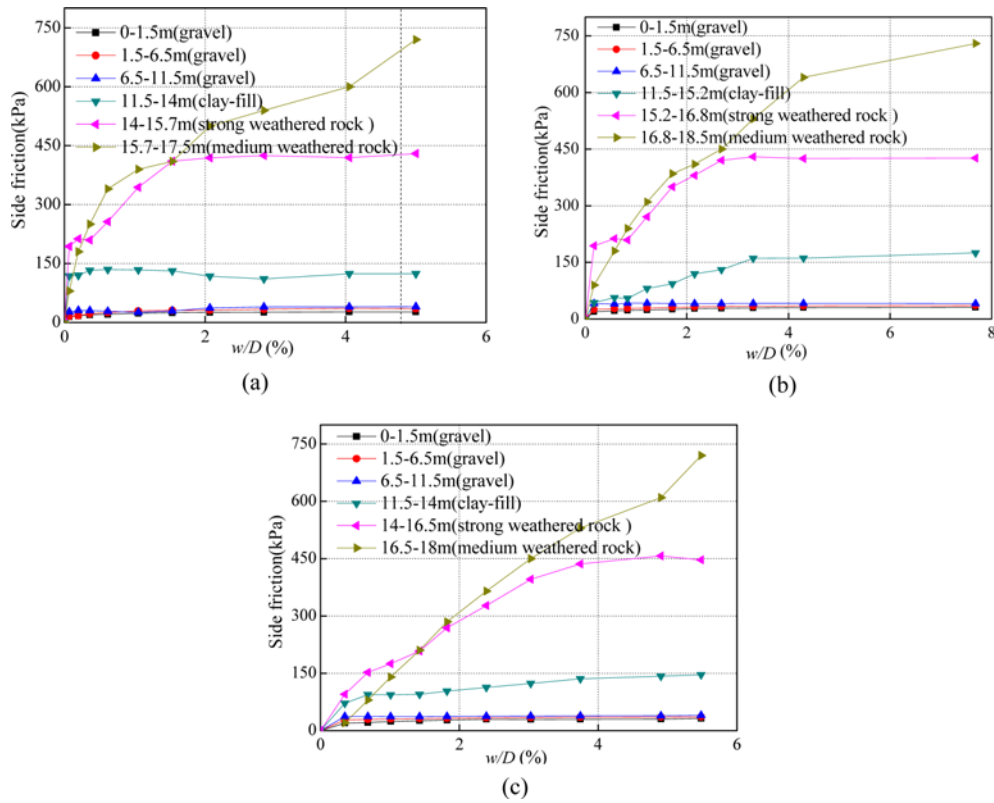 750
600
450
300
150
0
Side friction(kPa)
0-1.5m(gravel)
1.5-6.5m(gravel)
6.5-11.5m(gravel)
11.5-14m(clay-fill)
14-15.7m(strong weathered rock )
15.7-17.5m(medium weathered rock)
0 2 4 6
w/D (%)
(a)
750
600
450
300
150
0
Side friction(kPa)
0-1.5m(gravel)
1.5-6.5m(gravel)
6.5-11.5m(gravel)
11.5-15.2m(clay-fill)
15.2-16.8m(strong weathered rock )
16.8-18.5m(medium weathered rock)
0 2 4 6 8
w/D (%)
(b)
750
600
450
300
150
0
Side friction(kPa)
0-1.5m(gravel)
1.5-6.5m(gravel)
6.5-11.5m(gravel)
11.5-14m(clay-fill)
14-16.5m(strong weathered rock )
16.5-18m(medium weathered rock)
0 2 4 6
w/D (%)
(c)